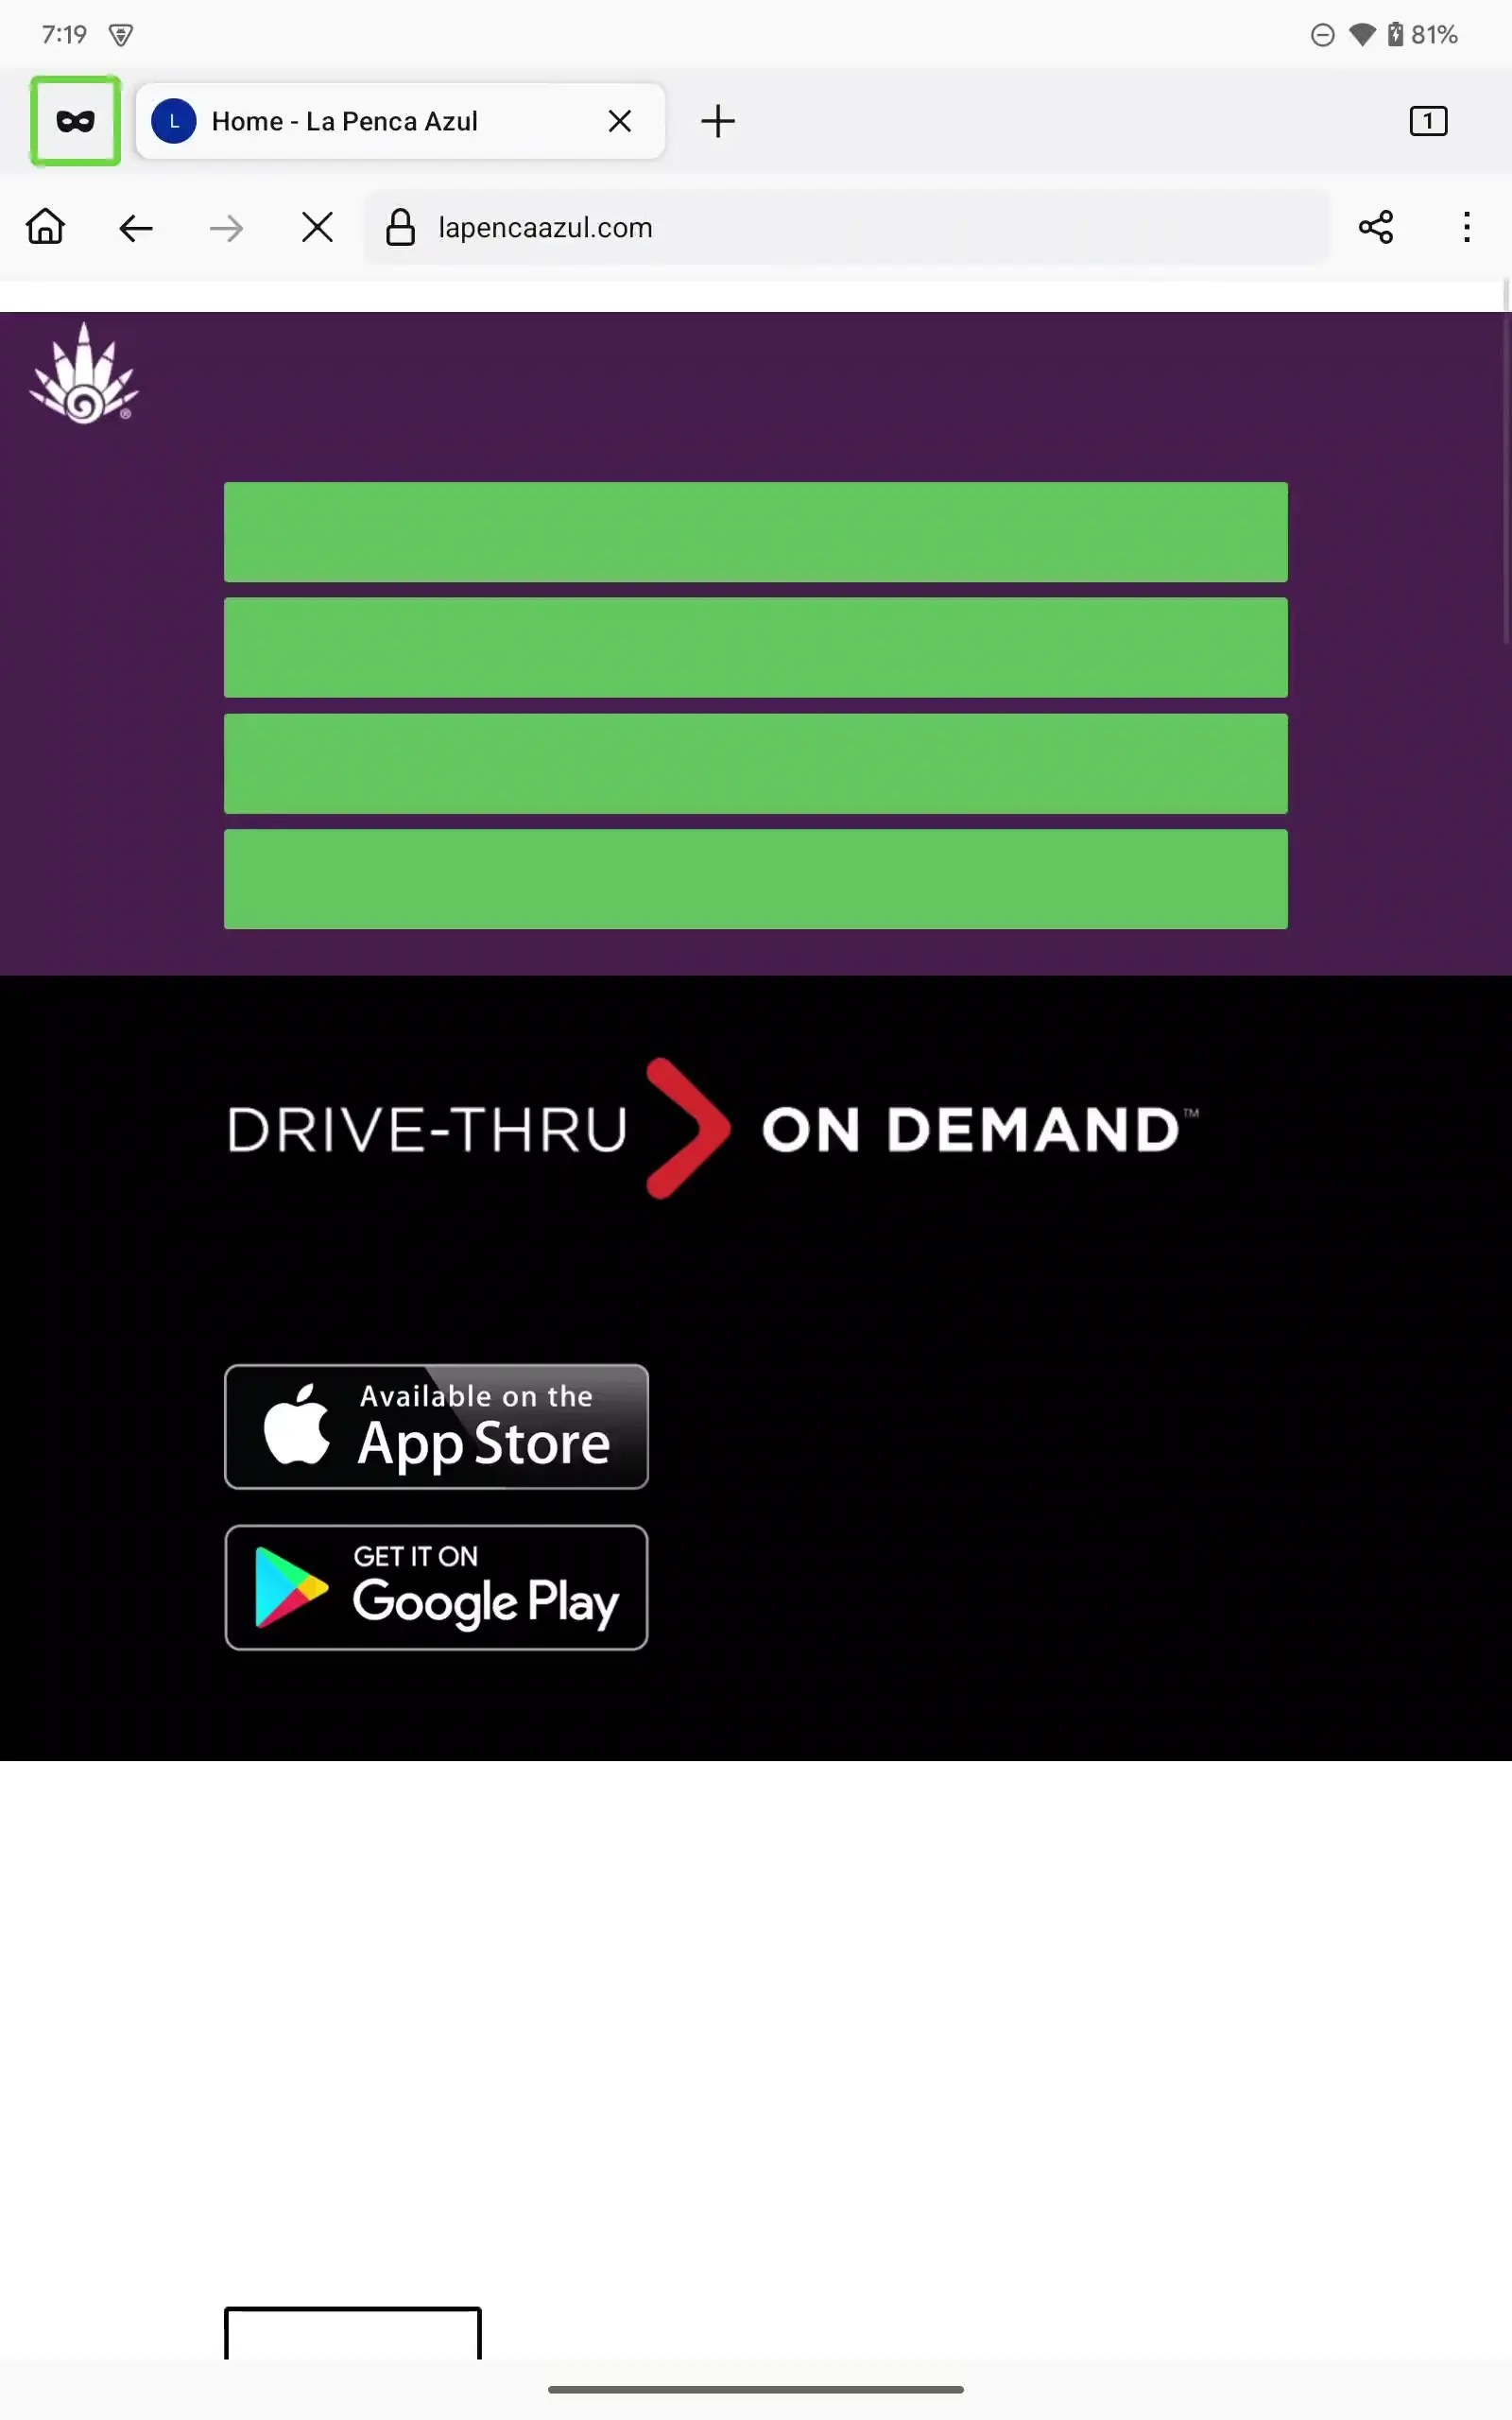 7:19
81%
L
Home - La Penca Azul
1
lapencaazul.com
®
DRIVE-THRU > ON DEMAND™
Available on the
App Store
GET IT ON
Google Play